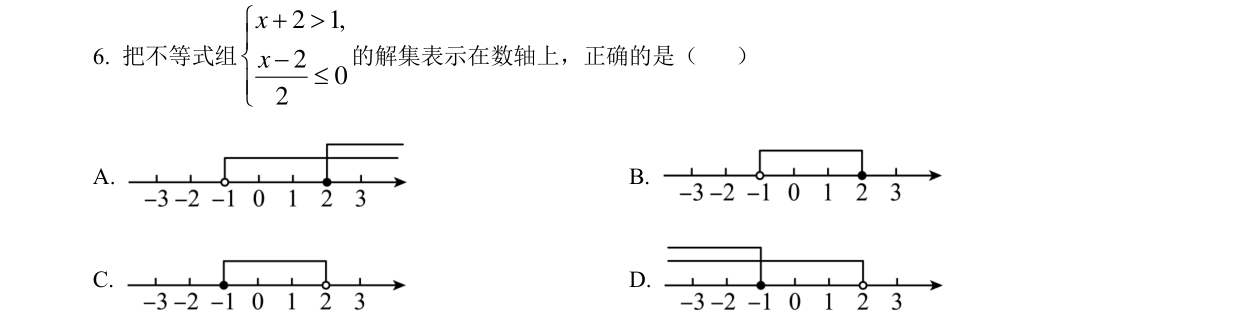 6. 把不等式组 { x+2>1, (x−2)/2 ≤0 的解集表示在数轴上，正确的是（ ）
A. −3 −2 −1 0 1 2 3
B. −3 −2 −1 0 1 2 3
C. −3 −2 −1 0 1 2 3
D. −3 −2 −1 0 1 2 3